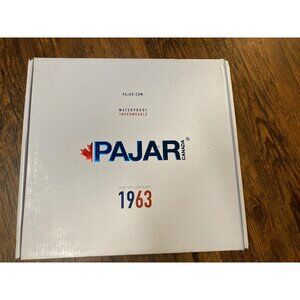 PAJAR.COM
WATERPROOF
IMPERMÉABLE
PAJAR®
CANADA
1963